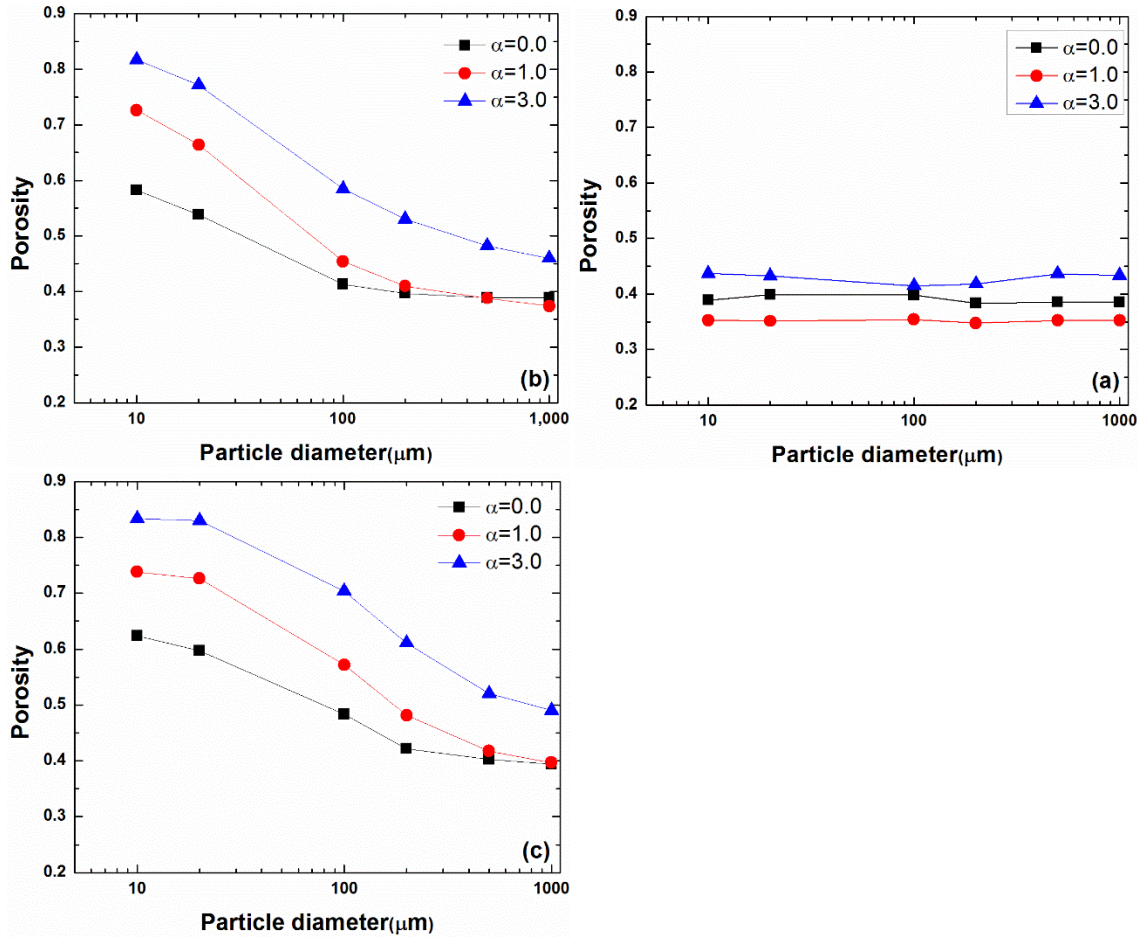 0.9
0.8
0.7
0.6
0.5
0.4
0.3
0.2
Porosity
α=0.0
α=1.0
α=3.0
(b)
10
100
1,000
Particle diameter(μm)
0.9
0.8
0.7
0.6
0.5
0.4
0.3
0.2
Porosity
α=0.0
α=1.0
α=3.0
(a)
10
100
1000
Particle diameter(μm)
0.9
0.8
0.7
0.6
0.5
0.4
0.3
0.2
Porosity
α=0.0
α=1.0
α=3.0
(c)
10
100
1000
Particle diameter(μm)